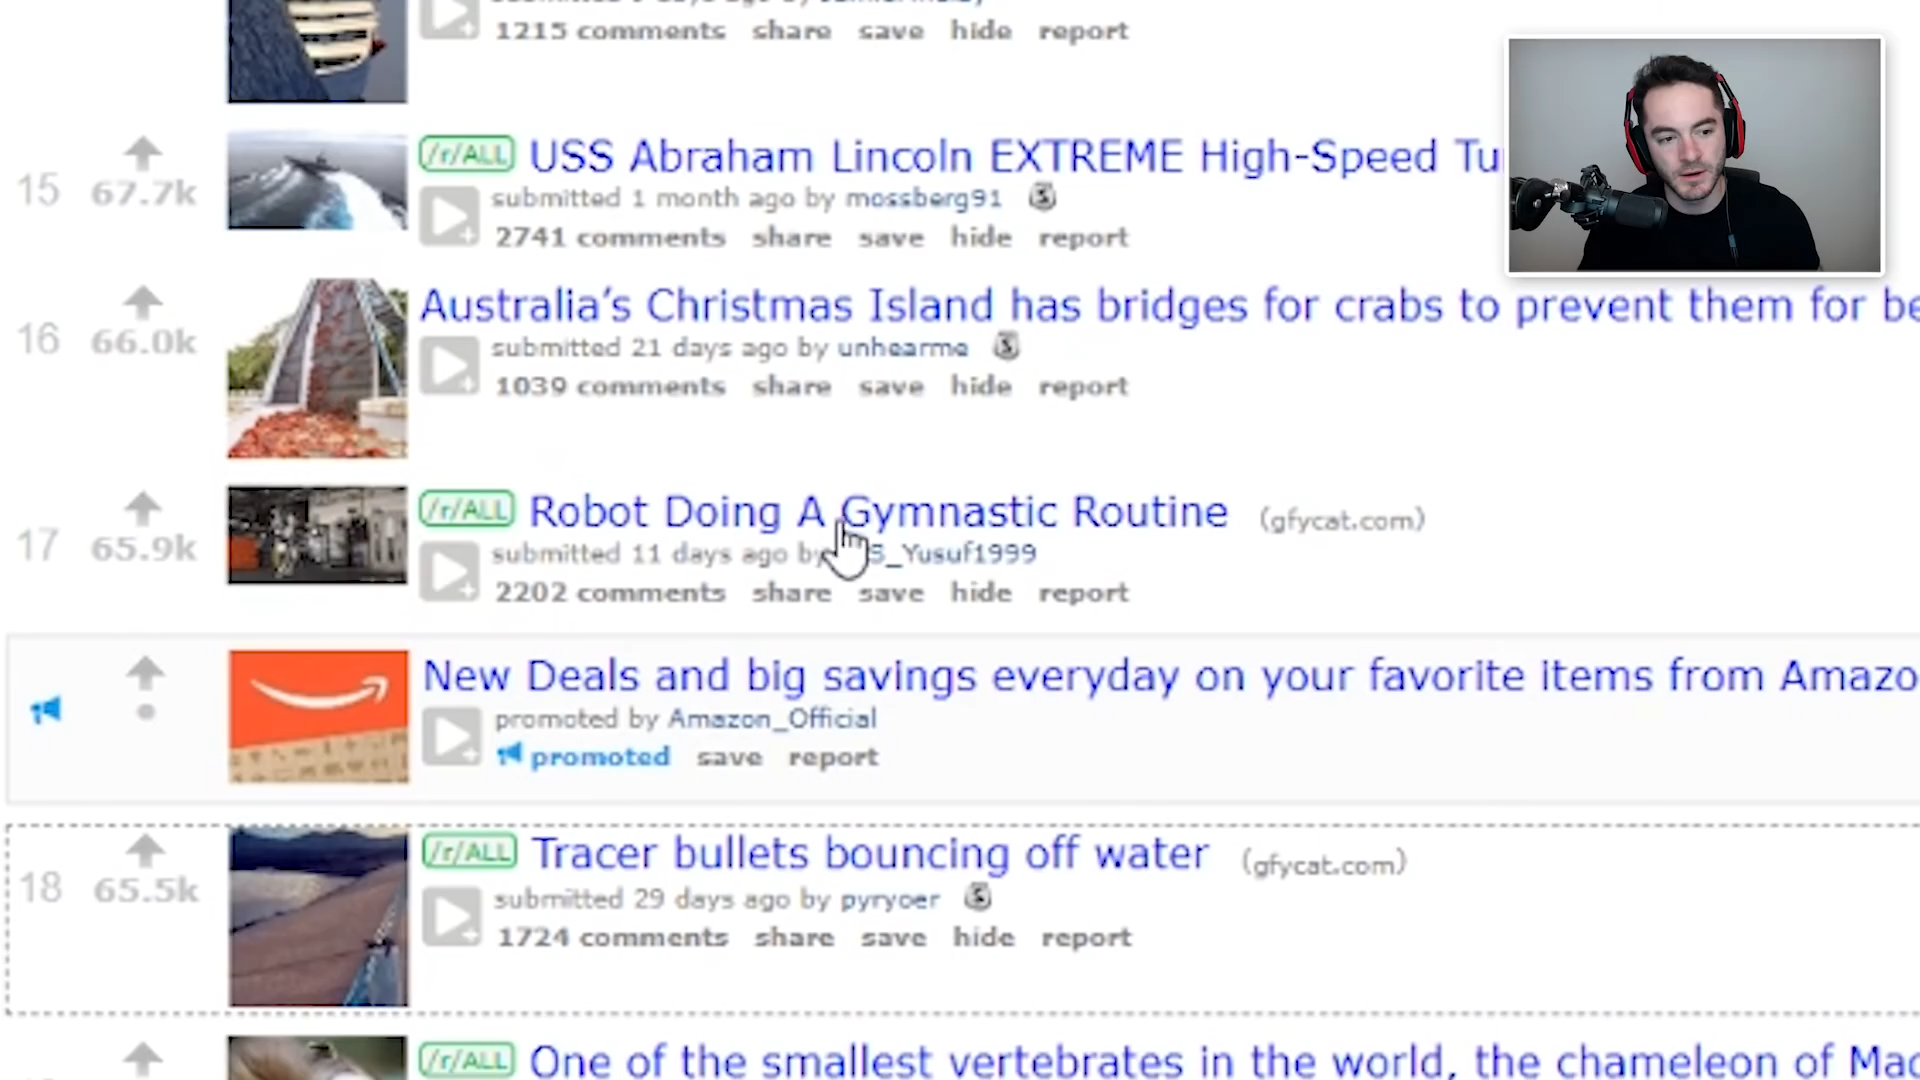 1215 comments share save hide report
15 67.7k /r/ALL USS Abraham Lincoln EXTREME High-Speed Tu
submitted 1 month ago by mossberg91
2741 comments share save hide report
16 66.0k Australia's Christmas Island has bridges for crabs to prevent them for be
submitted 21 days ago by unhearme
1039 comments share save hide report
17 65.9k /r/ALL Robot Doing A Gymnastic Routine (gfycat.com)
submitted 11 days ago by S_Yusuf1999
2202 comments share save hide report
New Deals and big savings everyday on your favorite items from Amazo
promoted by Amazon_Official
promoted save report
18 65.5k /r/ALL Tracer bullets bouncing off water (gfycat.com)
submitted 29 days ago by pyryoer
1724 comments share save hide report
/r/ALL One of the smallest vertebrates in the world, the chameleon of Mad